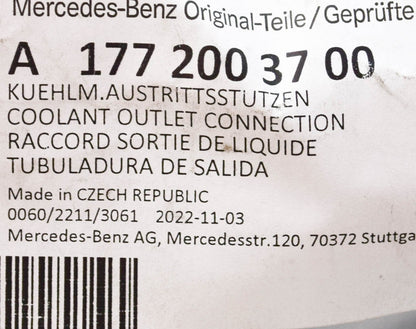 Mercedes-Benz Original-Teile/Geprüfte
A 177 200 37 00
KUEHLM.AUSTRITTSSTUTZEN
COOLANT OUTLET CONNECTION
RACCORD SORTIE DE LIQUIDE
TUBULADURA DE SALIDA
Made in CZECH REPUBLIC
0060/2211/3061 2022-11-03
Mercedes-Benz AG, Mercedesstr.120, 70372 Stuttga